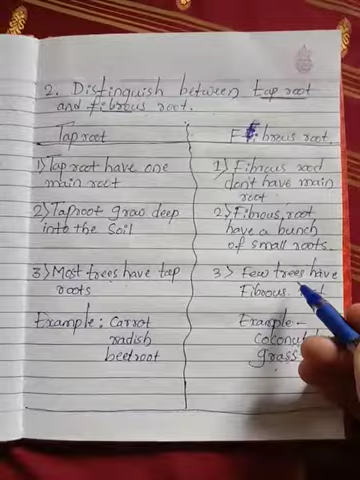 2. Distinguish between tap root
and fibrous root.
Tap root
1) Tap root have one
main root
2) Taproot grow deep
into the Soil
3) Most trees have tap
roots
Example : Carrot
radish
beetroot
Fibrous root.
1) Fibrous rood
don't have main
root
2) Fibrous root
have a bunch
of small roots.
3) Few trees have
Fibrous
Example -
Coconut
grass